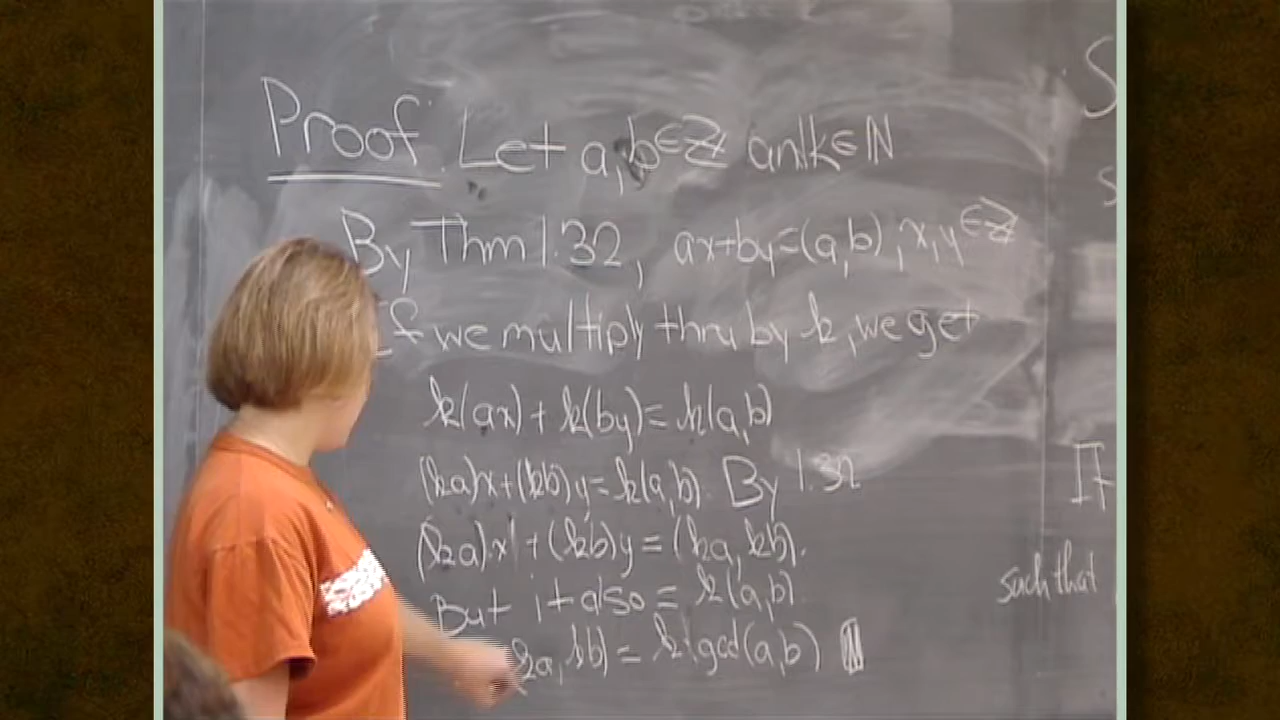 Proof. Let a,b∈ℤ and k∈ℕ
By Thm 1.32, ax+by=(a,b), x,y∈ℤ
If we multiply thru by k, we get
k(ax) + k(by) = k(a,b)
(ka)x+(kb)y=k(a,b). By 1.32
(ka)x + (kb)y = (ka, kb).
But it also = k(a,b)
ka, kb) = k·gcd(a,b)
If
such that